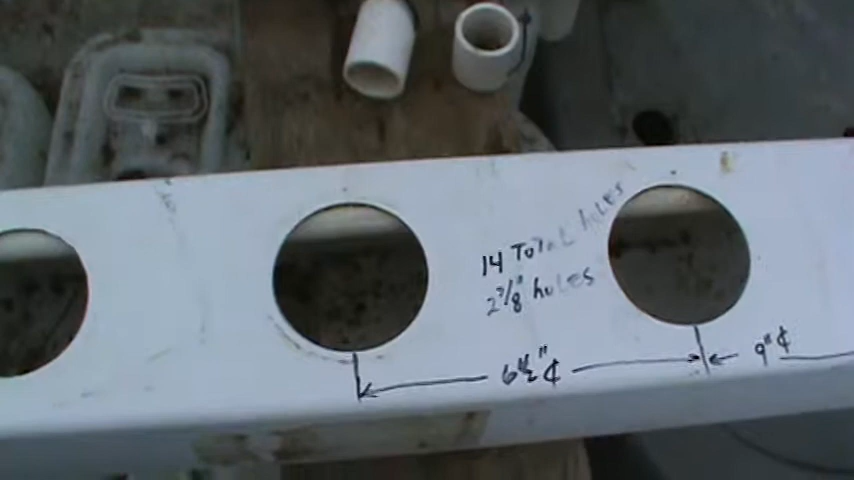 14 TOTAL hoLES
2 7/8" hoLES
6 1/2" ℄
9" ℄